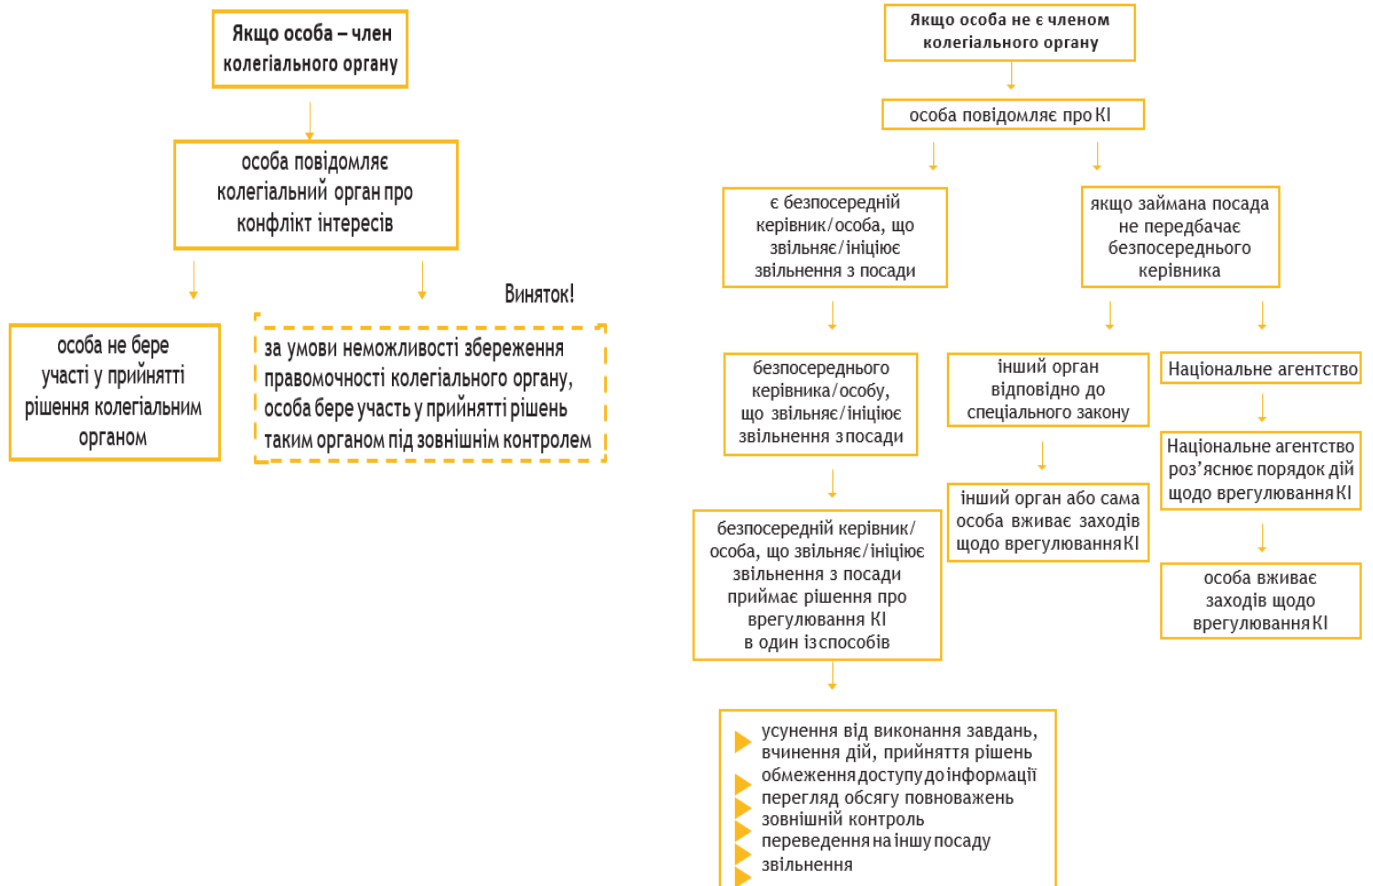 Якщо особа – член
колегіального органу
особа повідомляє
колегіальний орган про
конфлікт інтересів
Виняток!
особа не бере
участі у прийнятті
рішення колегіальним
органом
за умови неможливості збереження
правомочності колегіального органу,
особа бере участь у прийнятті рішень
таким органом під зовнішнім контролем
Якщо особа не є членом
колегіального органу
особа повідомляє про КІ
є безпосередній
керівник/особа, що
звільняє/ініціює
звільнення з посади
якщо займана посада
не передбачає
безпосереднього
керівника
безпосереднього
керівника/особу,
що звільняє/ініціює
звільнення з посади
інший орган
відповідно до
спеціального закону
Національне агентство
безпосередній керівник/
особа, що звільняє/ініціює
звільнення з посади
приймає рішення про
врегулювання КІ
в один із способів
інший орган або сама
особа вживає заходів
щодо врегулювання КІ
Національне агентство
роз’яснює порядок дій
щодо врегулювання КІ
особа вживає
заходів щодо
врегулювання КІ
усунення від виконання завдань,
вчинення дій, прийняття рішень
обмеження доступу до інформації
перегляд обсягу повноважень
зовнішній контроль
переведення на іншу посаду
звільнення